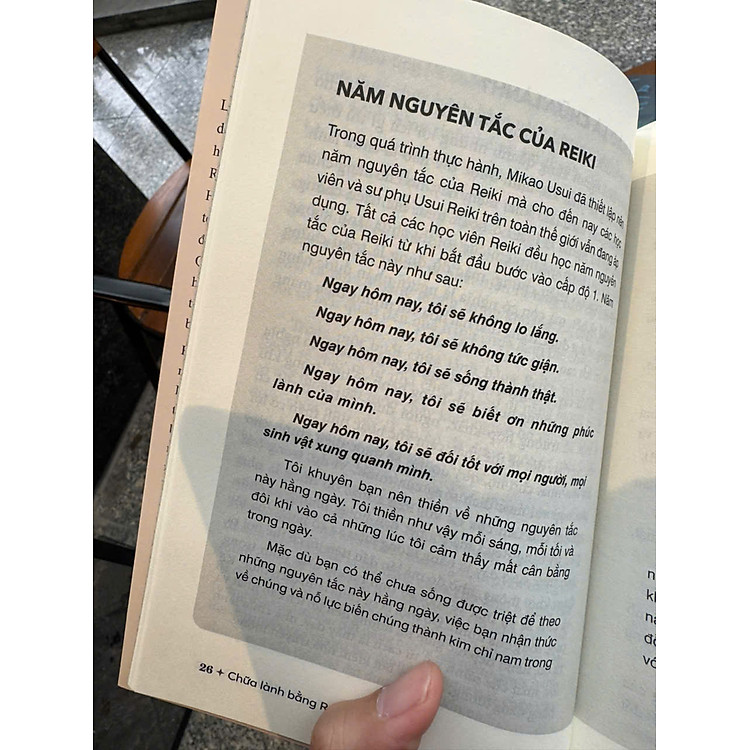 NĂM NGUYÊN TẮC CỦA REIKI
Trong quá trình thực hành, Mikao Usui đã thiết lập nên
năm nguyên tắc của Reiki mà cho đến nay các học
viên và sư phụ Usui Reiki trên toàn thế giới vẫn đang áp
dụng. Tất cả các học viên Reiki đều học năm nguyên
tắc của Reiki từ khi bắt đầu bước vào cấp độ 1. Năm
nguyên tắc này như sau:
Ngay hôm nay, tôi sẽ không lo lắng.
Ngay hôm nay, tôi sẽ không tức giận.
Ngay hôm nay, tôi sẽ sống thành thật.
Ngay hôm nay, tôi sẽ biết ơn những phúc
lành của mình.
Ngay hôm nay, tôi sẽ đối tốt với mọi người, mọi
sinh vật xung quanh mình.
Tôi khuyên bạn nên thiền về những nguyên tắc
này hằng ngày. Tôi thiền như vậy mỗi sáng, mỗi tối và
đôi khi vào cả những lúc tôi cảm thấy mất cân bằng
trong ngày.
Mặc dù bạn có thể chưa sống được triệt để theo
những nguyên tắc này hằng ngày, việc bạn nhận thức
về chúng và nỗ lực biến chúng thành kim chỉ nam trong
26 + Chữa lành bằng R